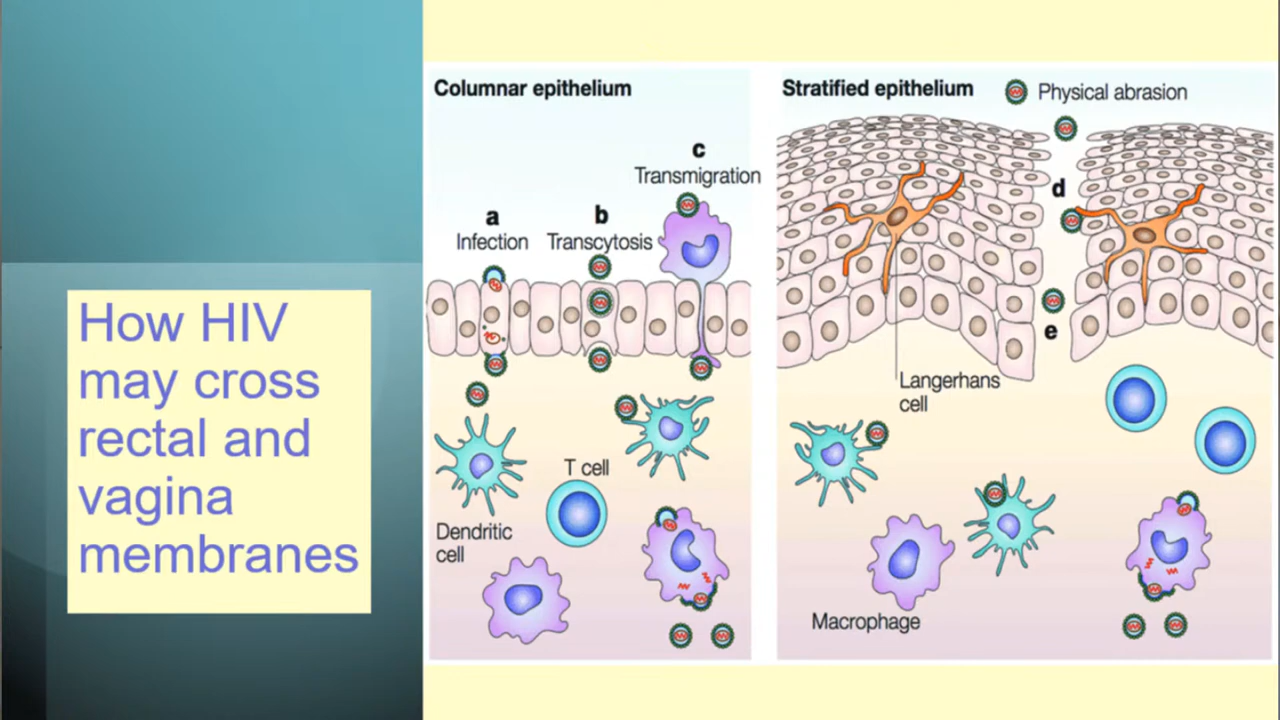 How HIV
may cross
rectal and
vagina
membranes
Columnar epithelium
c
Transmigration
a
Infection
b
Transcytosis
T cell
Dendritic
cell
Stratified epithelium
Physical abrasion
d
e
Langerhans
cell
Macrophage